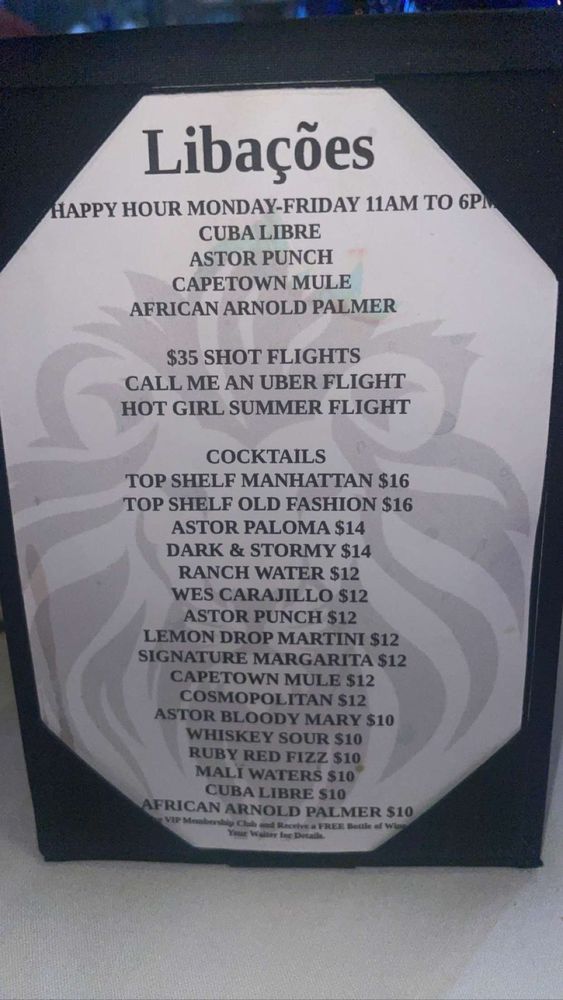 Libações
HAPPY HOUR MONDAY-FRIDAY 11AM TO 6PM
CUBA LIBRE
ASTOR PUNCH
CAPETOWN MULE
AFRICAN ARNOLD PALMER
$35 SHOT FLIGHTS
CALL ME AN UBER FLIGHT
HOT GIRL SUMMER FLIGHT
COCKTAILS
TOP SHELF MANHATTAN $16
TOP SHELF OLD FASHION $16
ASTOR PALOMA $14
DARK & STORMY $14
RANCH WATER $12
WES CARAJILLO $12
ASTOR PUNCH $12
LEMON DROP MARTINI $12
SIGNATURE MARGARITA $12
CAPETOWN MULE $12
COSMOPOLITAN $12
ASTOR BLOODY MARY $10
WHISKEY SOUR $10
RUBY RED FIZZ $10
MALI WATERS $10
CUBA LIBRE $10
AFRICAN ARNOLD PALMER $10
VIP Membership Club and Receive a FREE Bottle of Wine
Your Waiter for Details.